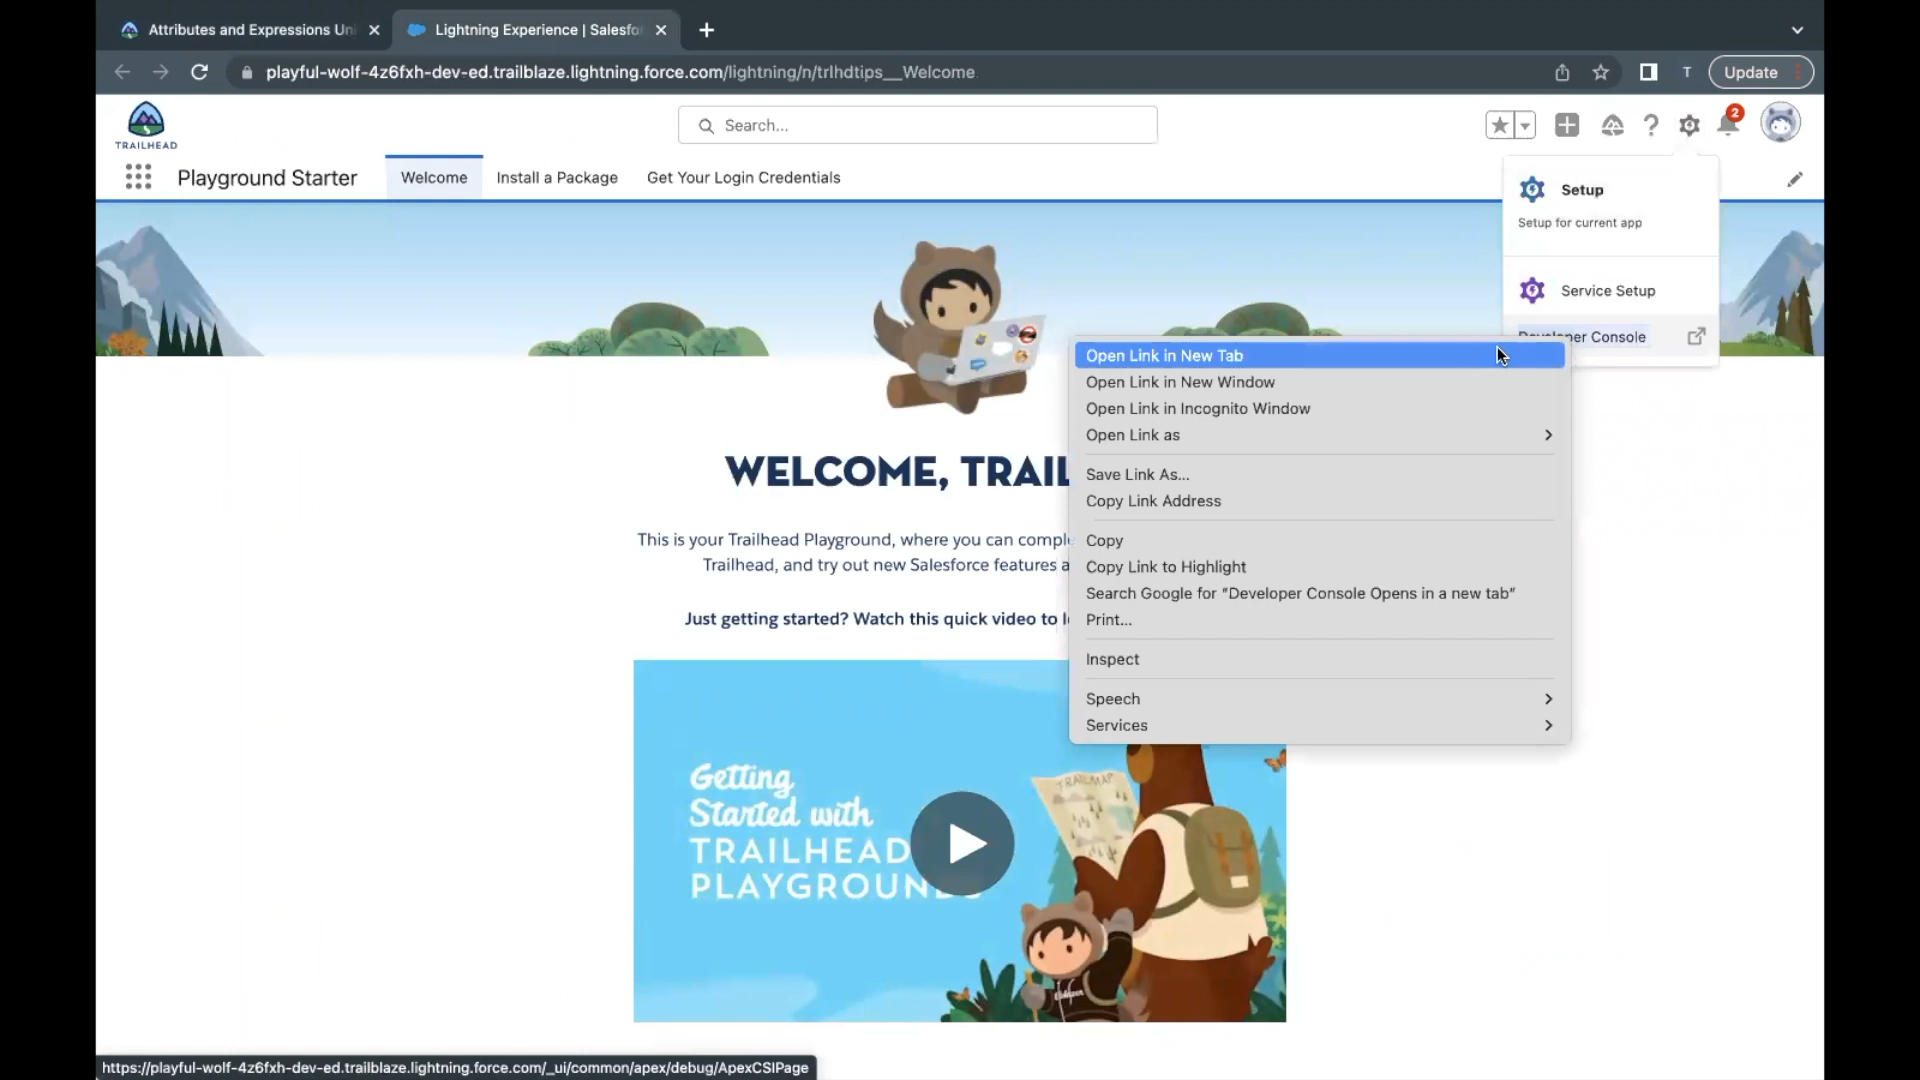 Attributes and Expressions Uni
Lightning Experience | Salesfo
playful-wolf-4z6fxh-dev-ed.trailblaze.lightning.force.com/lightning/n/trlhdtips__Welcome
T
Update
TRAILHEAD
Search...
2
Playground Starter
Welcome
Install a Package
Get Your Login Credentials
Setup
Setup for current app
Service Setup
Developer Console
Open Link in New Tab
Open Link in New Window
Open Link in Incognito Window
Open Link as
Save Link As...
Copy Link Address
Copy
Copy Link to Highlight
Search Google for “Developer Console Opens in a new tab”
Print...
Inspect
Speech
Services
WELCOME, TRAIL
This is your Trailhead Playground, where you can comple
Trailhead, and try out new Salesforce features a
Just getting started? Watch this quick video to l
Getting
Started with
TRAILHEAD
PLAYGROUNDS
TRAILMAP
https://playful-wolf-4z6fxh-dev-ed.trailblaze.lightning.force.com/_ui/common/apex/debug/ApexCSIPage